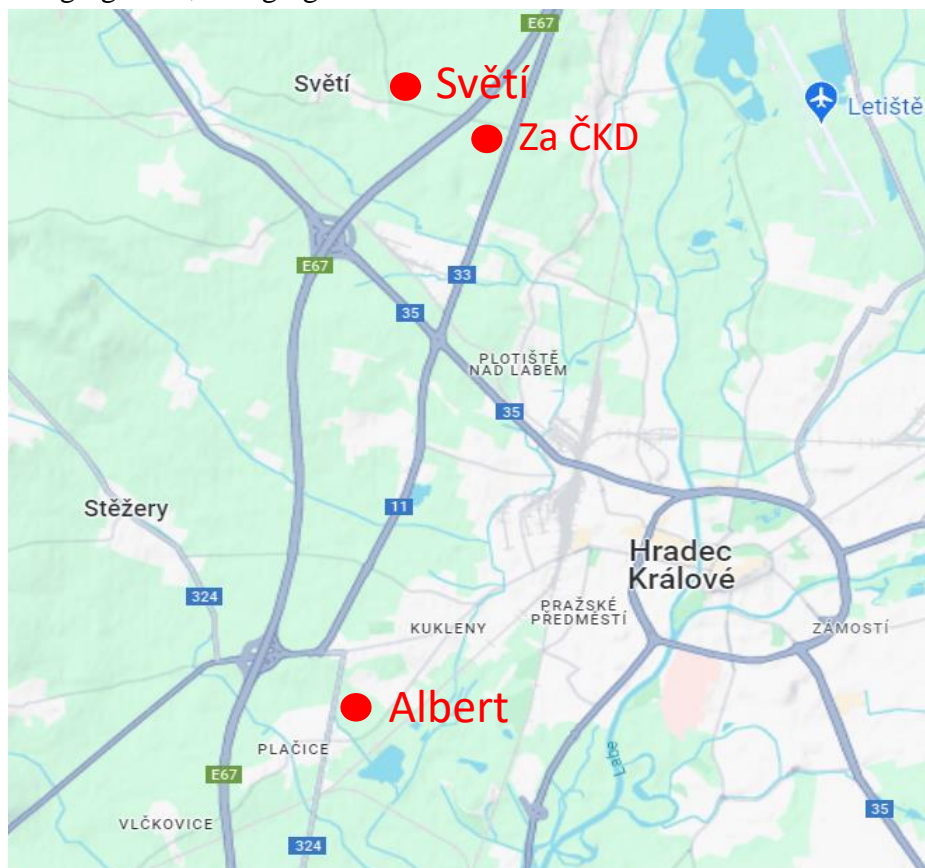 E67
Světí
Světí
Za ČKD
Letiště
E67
33
35
PLOTIŠTĚ
NAD LABEM
35
Stěžery
11
Hradec
Králové
324
KUKLENY
PRAŽSKÉ
PŘEDMĚSTÍ
ZÁMOSTÍ
Albert
PLAČICE
Labe
E67
VLČKOVICE
35
324